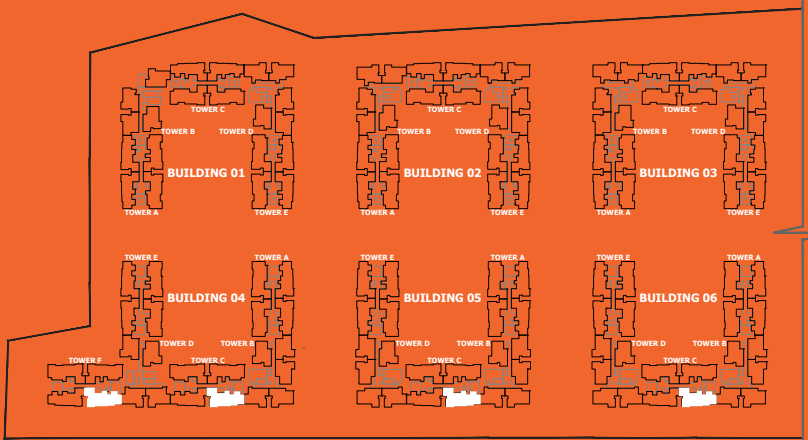 TOWER C
TOWER C
TOWER C
TOWER B TOWER D
TOWER B TOWER D
TOWER B TOWER D
BUILDING 01
BUILDING 02
BUILDING 03
TOWER A TOWER E
TOWER A TOWER E
TOWER A TOWER E
TOWER E TOWER A
TOWER E TOWER A
TOWER E TOWER A
BUILDING 04
BUILDING 05
BUILDING 06
TOWER D TOWER B
TOWER D TOWER B
TOWER D TOWER B
TOWER F
TOWER C
TOWER C
TOWER C